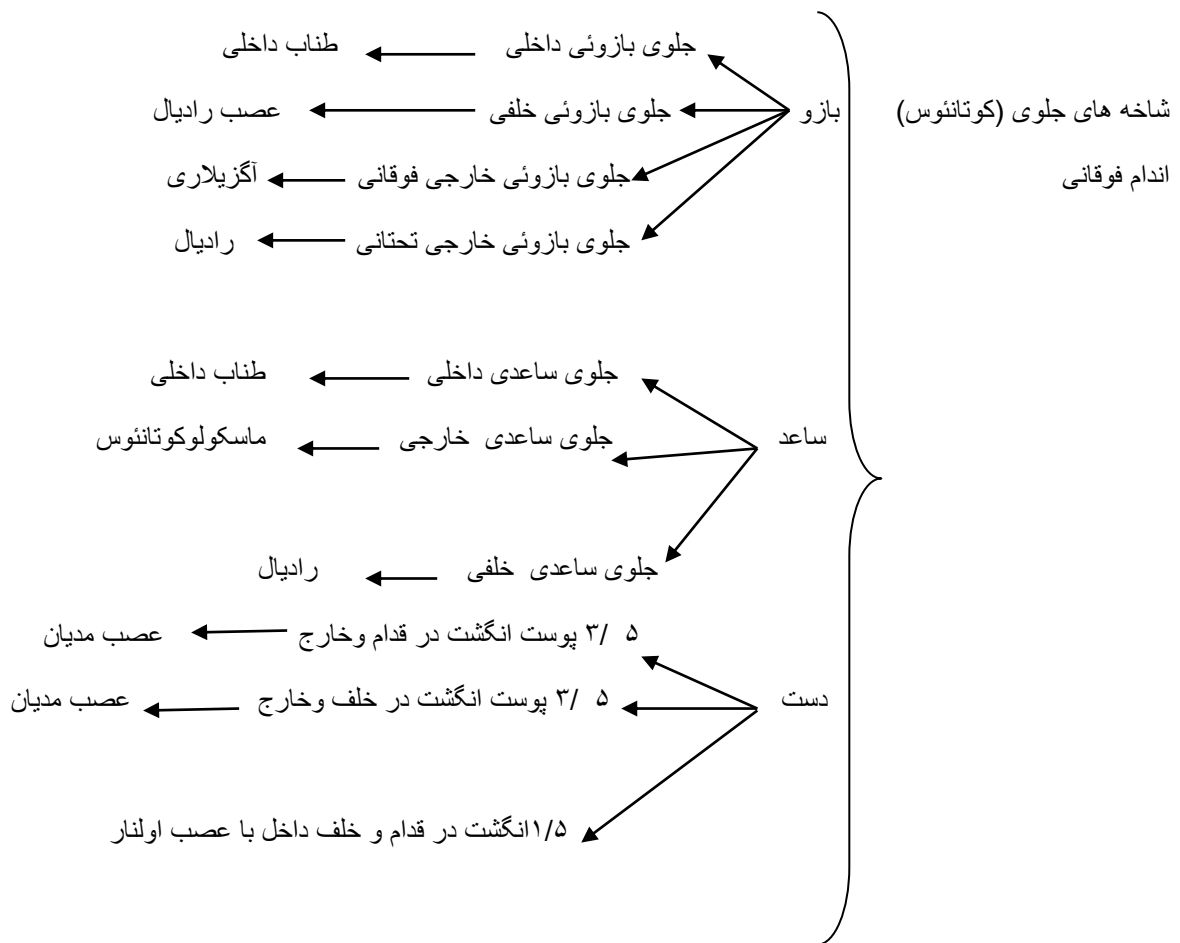 شاخه های جلوی (کوتانئوس)
اندام فوقانی
بازو
جلوی بازوئی داخلی
طناب داخلی
جلوی بازوئی خلفی
عصب رادیال
جلوی بازوئی خارجی فوقانی
آگزیلاری
جلوی بازوئی خارجی تحتانی
رادیال
ساعد
جلوی ساعدی داخلی
طناب داخلی
جلوی ساعدی خارجی
ماسکولوکوتانئوس
جلوی ساعدی خلفی
رادیال
دست
۵ /۳ پوست انگشت در قدام وخارج
عصب مدیان
۵ /۳ پوست انگشت در خلف وخارج
عصب مدیان
۱/۵انگشت در قدام و خلف داخل با عصب اولنار